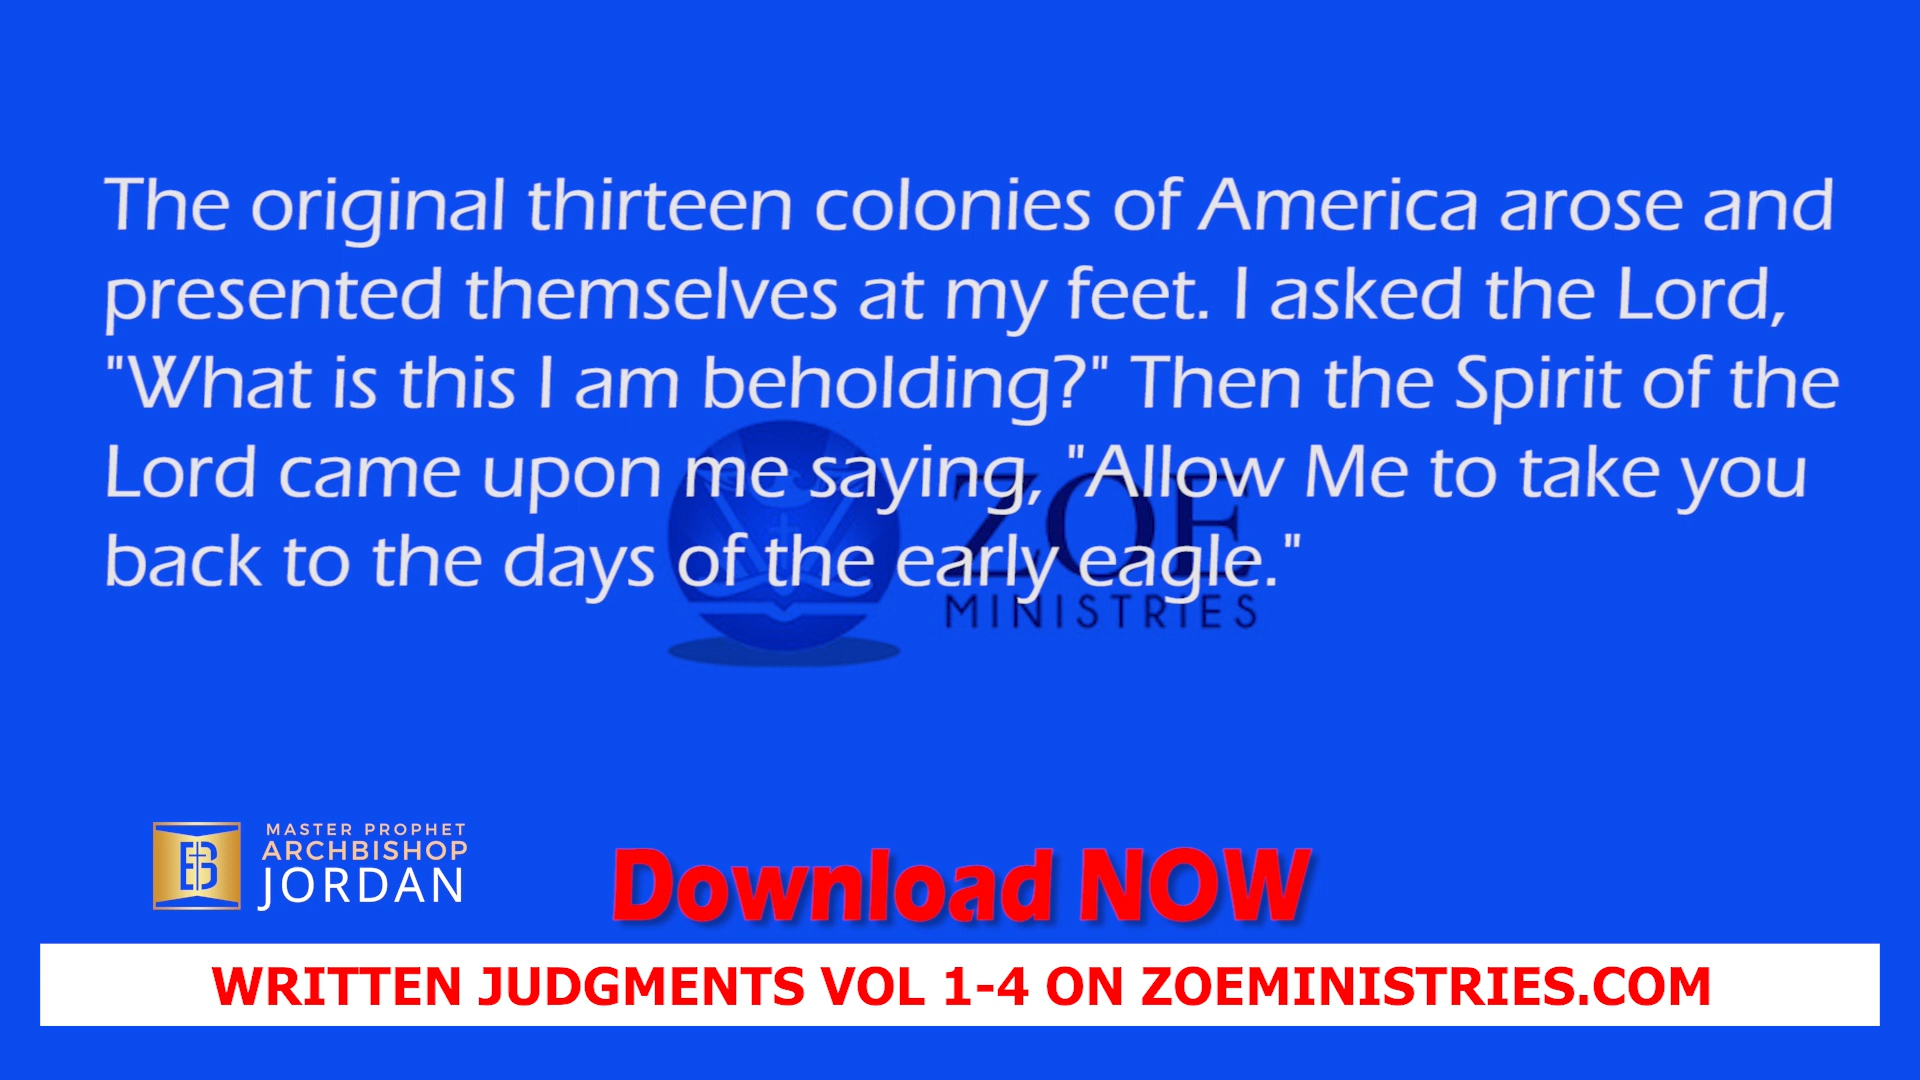 The original thirteen colonies of America arose and
presented themselves at my feet. I asked the Lord,
"What is this I am beholding?" Then the Spirit of the
Lord came upon me saying, "Allow Me to take you
back to the days of the early eagle."
ZOE
MINISTRIES
MASTER PROPHET
ARCHBISHOP
JORDAN
Download NOW
WRITTEN JUDGMENTS VOL 1-4 ON ZOEMINISTRIES.COM